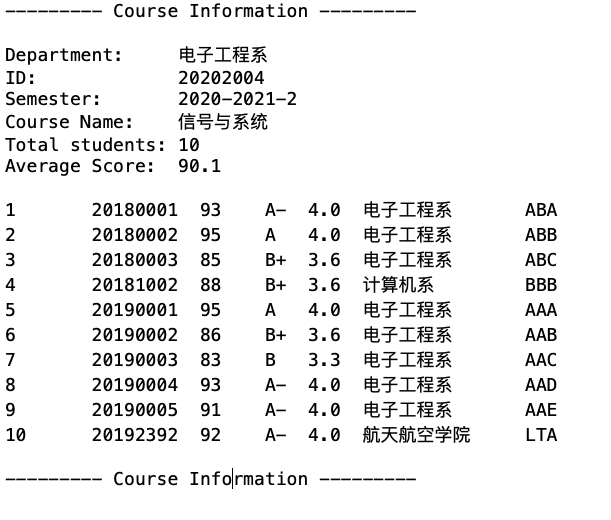 --------- Course Information ---------
Department: 电子工程系
ID: 20202004
Semester: 2020-2021-2
Course Name: 信号与系统
Total students: 10
Average Score: 90.1
1 20180001 93 A- 4.0 电子工程系 ABA
2 20180002 95 A 4.0 电子工程系 ABB
3 20180003 85 B+ 3.6 电子工程系 ABC
4 20181002 88 B+ 3.6 计算机系 BBB
5 20190001 95 A 4.0 电子工程系 AAA
6 20190002 86 B+ 3.6 电子工程系 AAB
7 20190003 83 B 3.3 电子工程系 AAC
8 20190004 93 A- 4.0 电子工程系 AAD
9 20190005 91 A- 4.0 电子工程系 AAE
10 20192392 92 A- 4.0 航天航空学院 LTA
--------- Course Information ---------